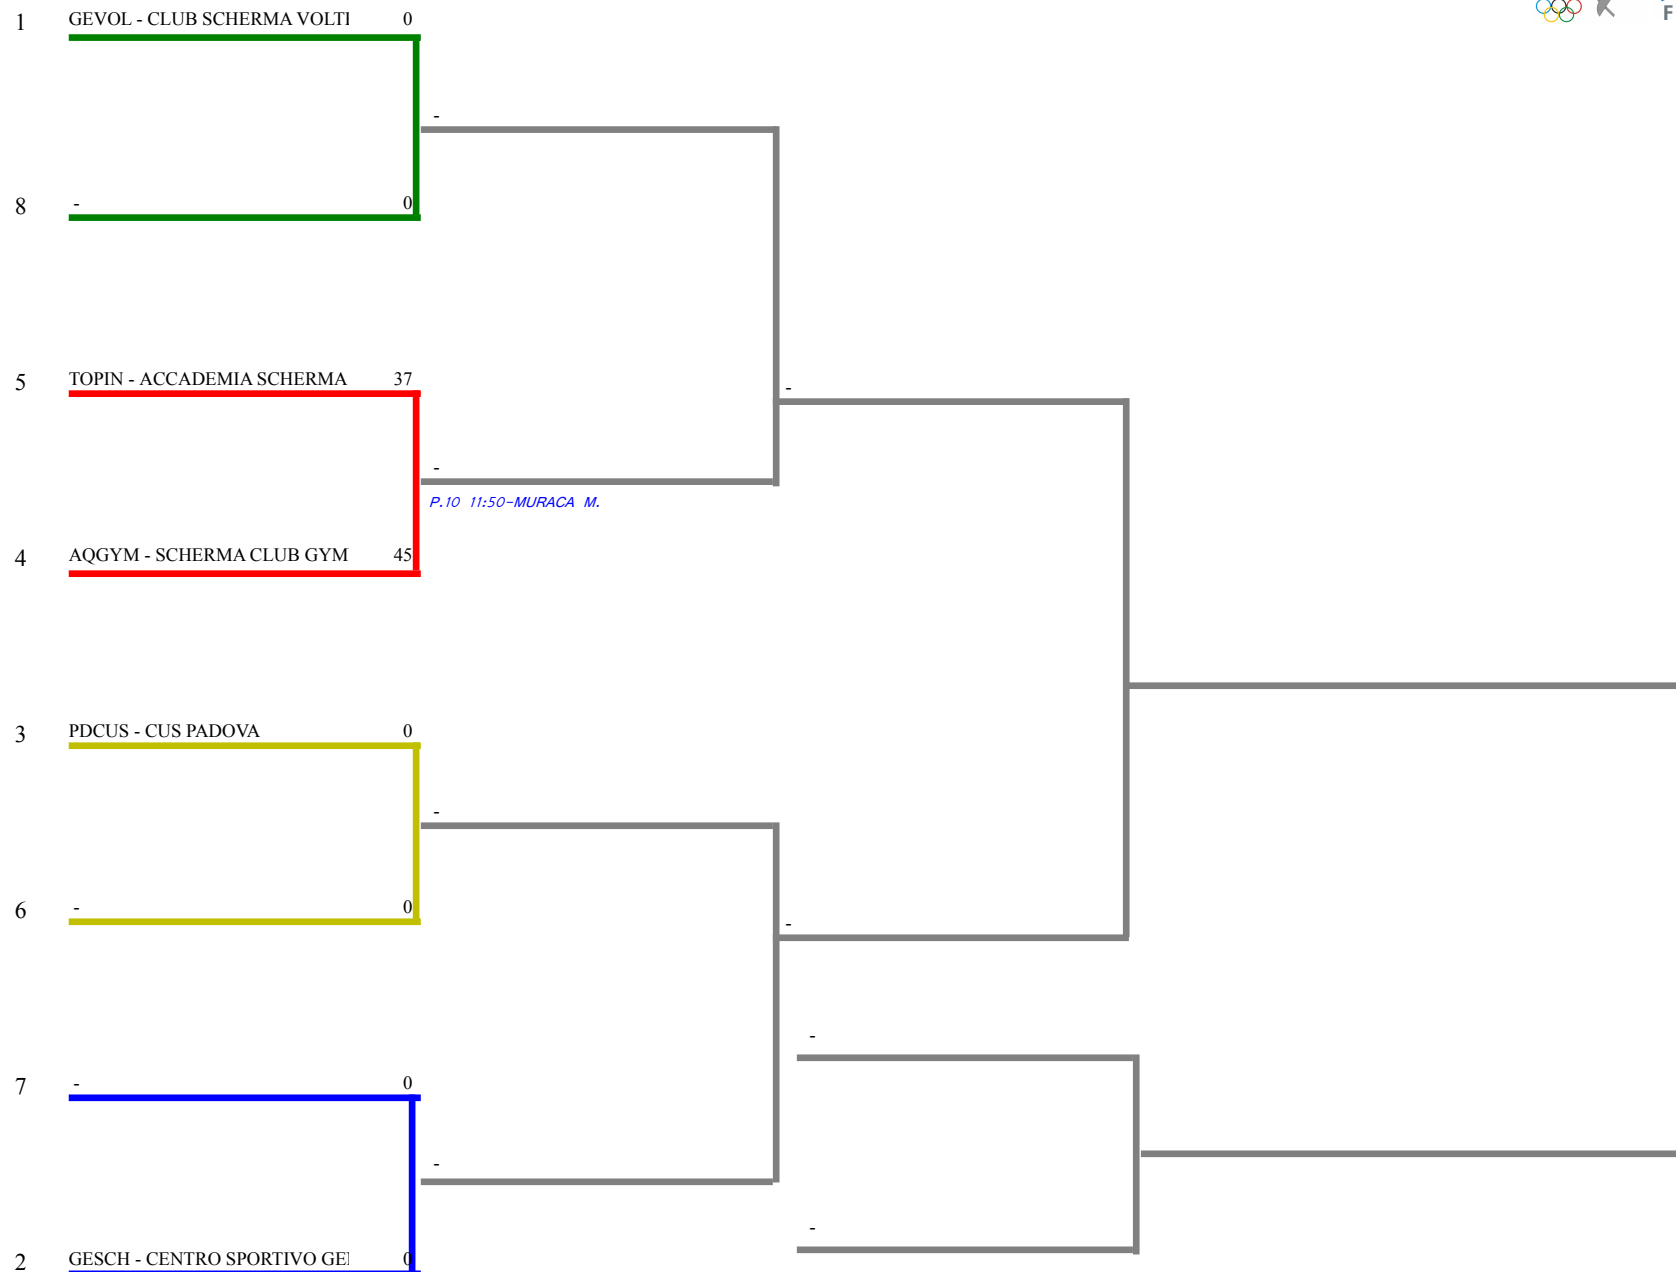 1 GEVOL - CLUB SCHERMA VOLTI 0
F
-
8 - 0
5 TOPIN - ACCADEMIA SCHERMA 37
-
-
P.10 11:50-MURACA M.
4 AQGYM - SCHERMA CLUB GYM 45
3 PDCUS - CUS PADOVA 0
-
6 - 0
-
-
7 - 0
-
-
2 GESCH - CENTRO SPORTIVO GE 0